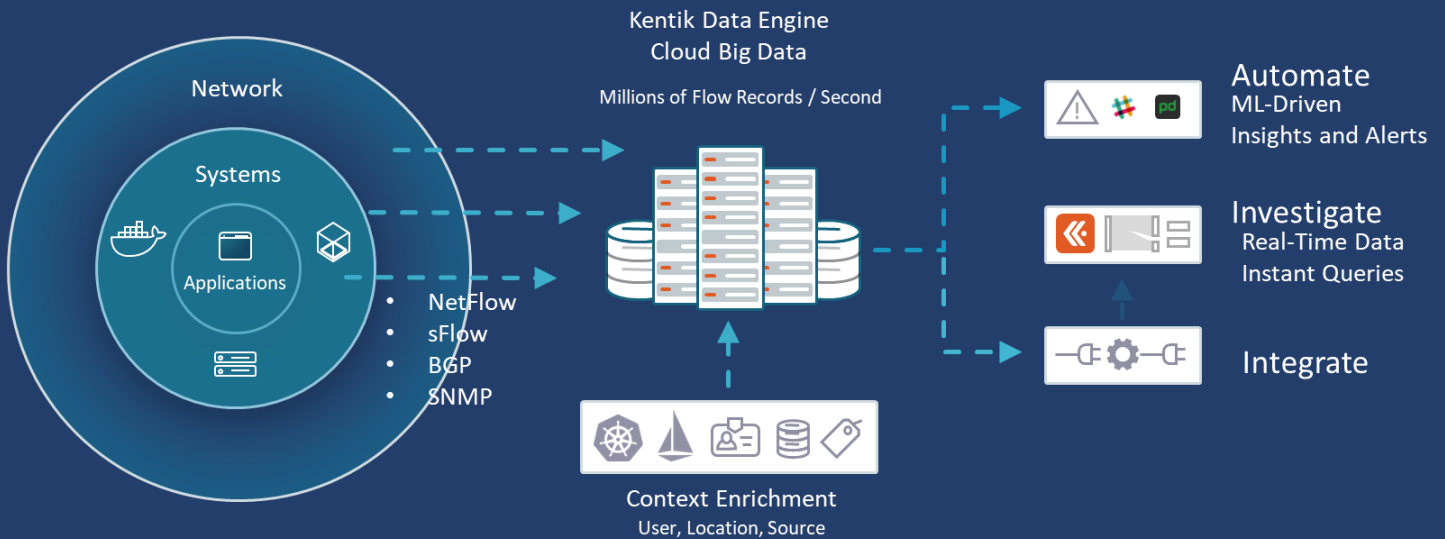 Kentik Data Engine
Cloud Big Data
Millions of Flow Records / Second
Network
Systems
Applications
• NetFlow
• sFlow
• BGP
• SNMP
Context Enrichment
User, Location, Source
pd
Automate
ML-Driven
Insights and Alerts
Investigate
Real-Time Data
Instant Queries
Integrate